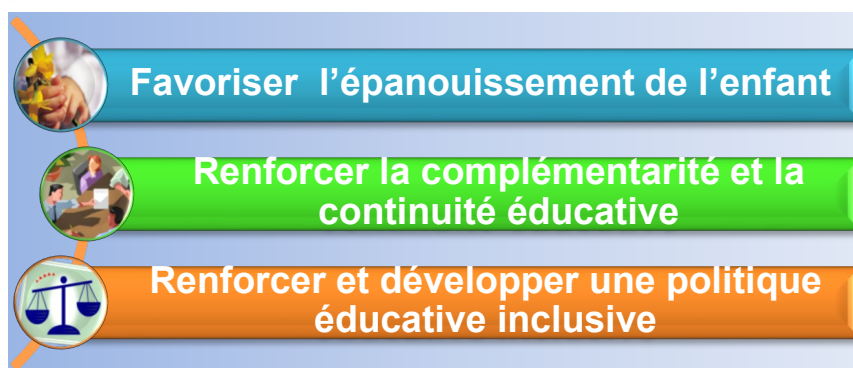 Favoriser  l’épanouissement de l’enfant
Renforcer la complémentarité et la
continuité éducative
Renforcer et développer une politique
éducative inclusive